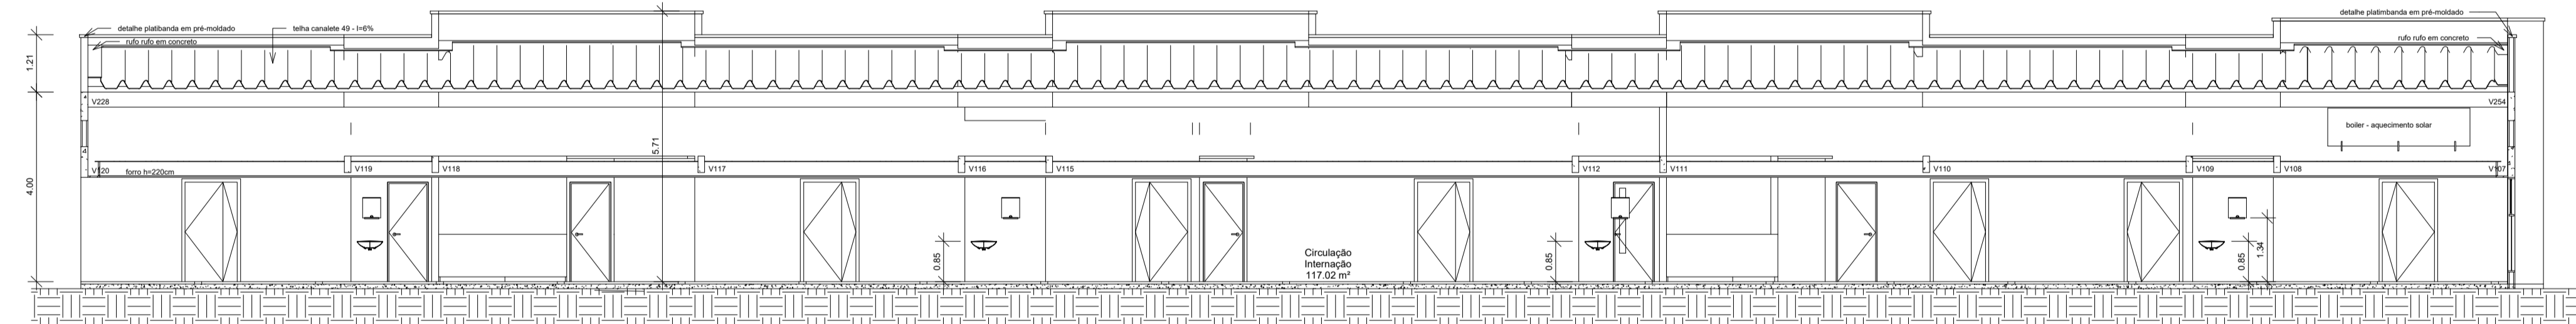 detalhe platibanda em pré-moldado
telha canalete 49 - I=6%
detalhe platimbanda em pré-moldado
rufo rufo em concreto
rufo rufo em concreto
1.21
V228
V254
boiler - aquecimento solar
5.71
4
V120
forro h=220cm
V119
V118
V117
V116
V115
V112
V111
V110
V109
V108
V107
4.00
0.85
Circulação
Internação
117.02 m²
0.85
0.85
1.34